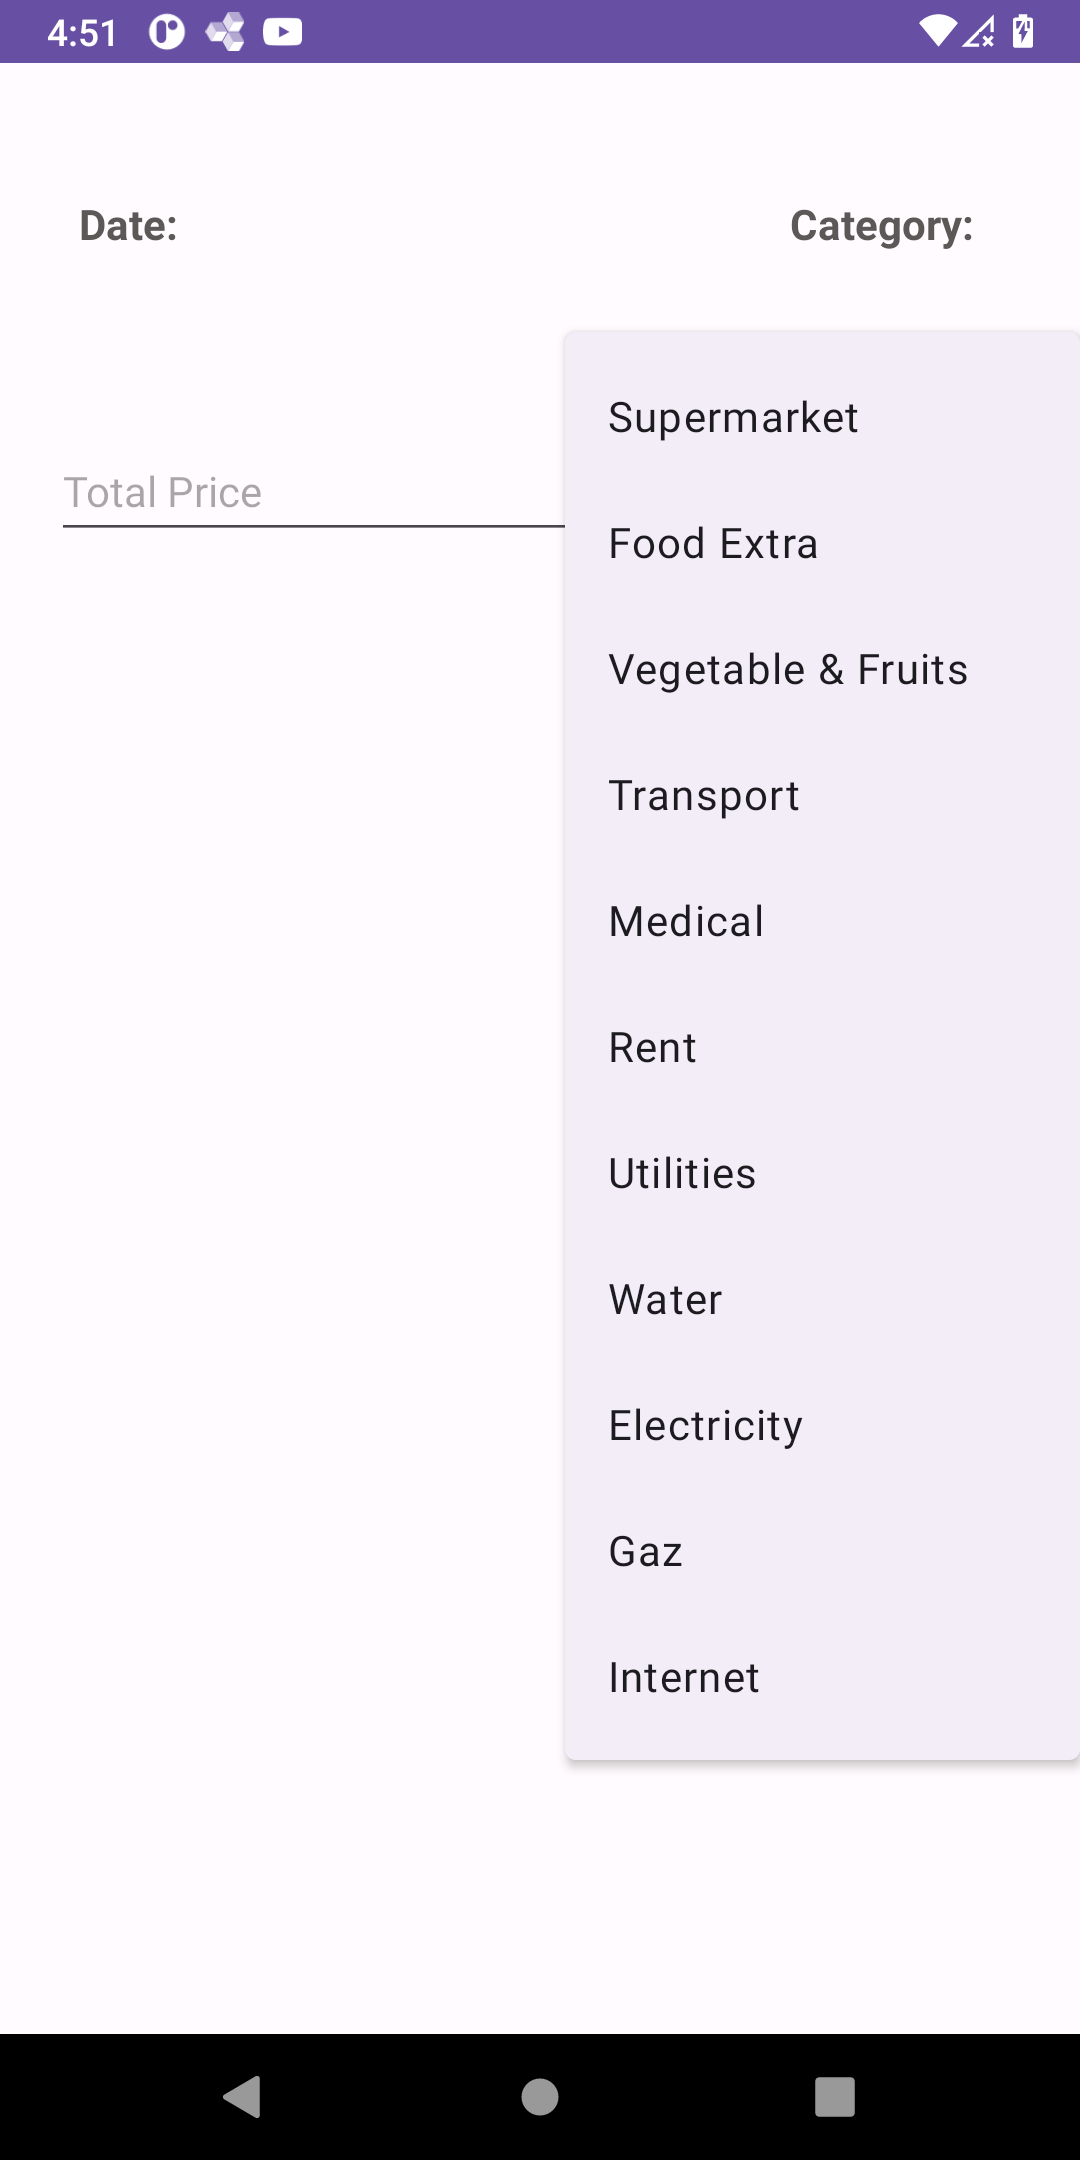 4:51
Date:
Category:
Supermarket
Total Price
Food Extra
Vegetable & Fruits
Transport
Medical
Rent
Utilities
Water
Electricity
Gaz
Internet